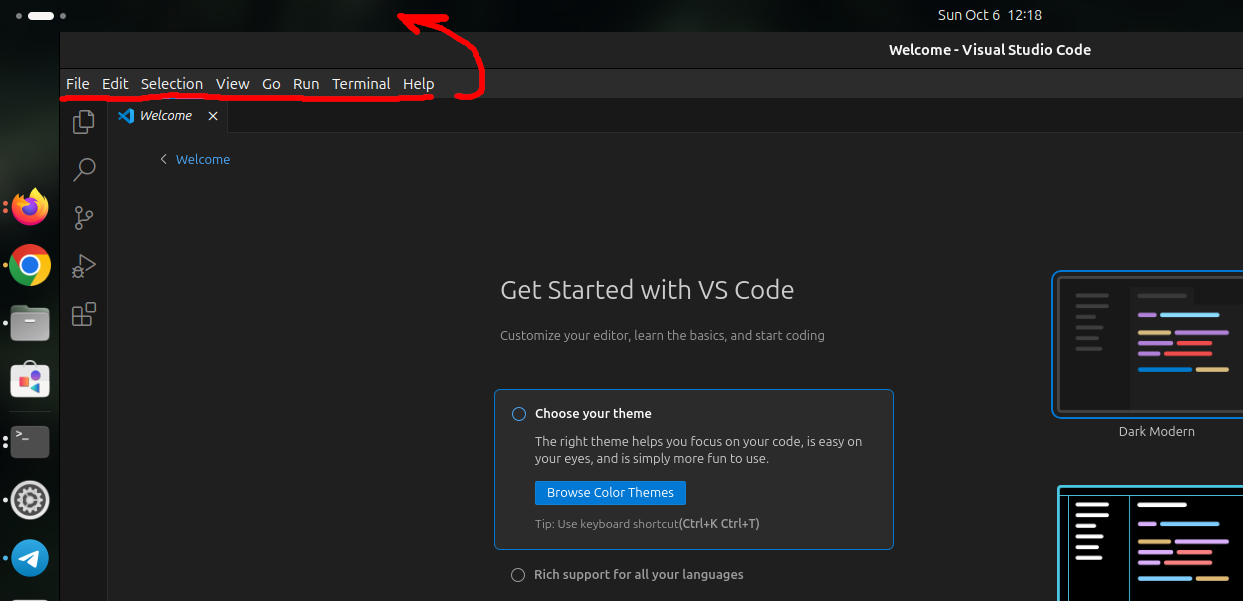 Sun Oct 6 12:18
Welcome - Visual Studio Code
File Edit Selection View Go Run Terminal Help
Welcome
Welcome
Get Started with VS Code
Customize your editor, learn the basics, and start coding
Choose your theme
The right theme helps you focus on your code, is easy on
your eyes, and is simply more fun to use.
Browse Color Themes
Tip: Use keyboard shortcut(Ctrl+K Ctrl+T)
Dark Modern
Rich support for all your languages